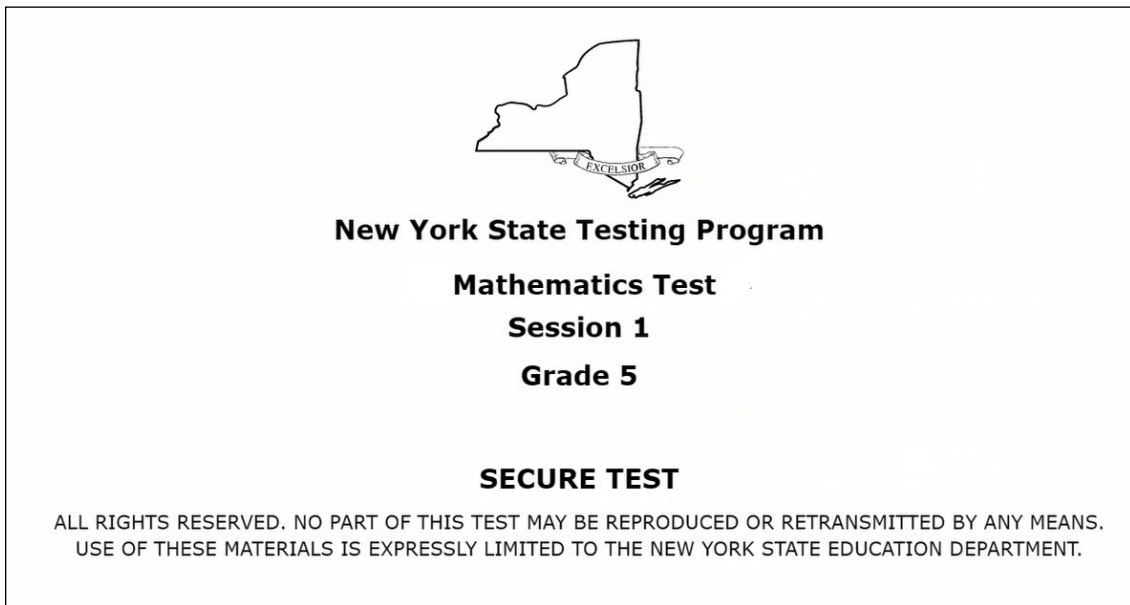 EXCELSIOR
New York State Testing Program
Mathematics Test
Session 1
Grade 5
SECURE TEST
ALL RIGHTS RESERVED. NO PART OF THIS TEST MAY BE REPRODUCED OR RETRANSMITTED BY ANY MEANS.
USE OF THESE MATERIALS IS EXPRESSLY LIMITED TO THE NEW YORK STATE EDUCATION DEPARTMENT.